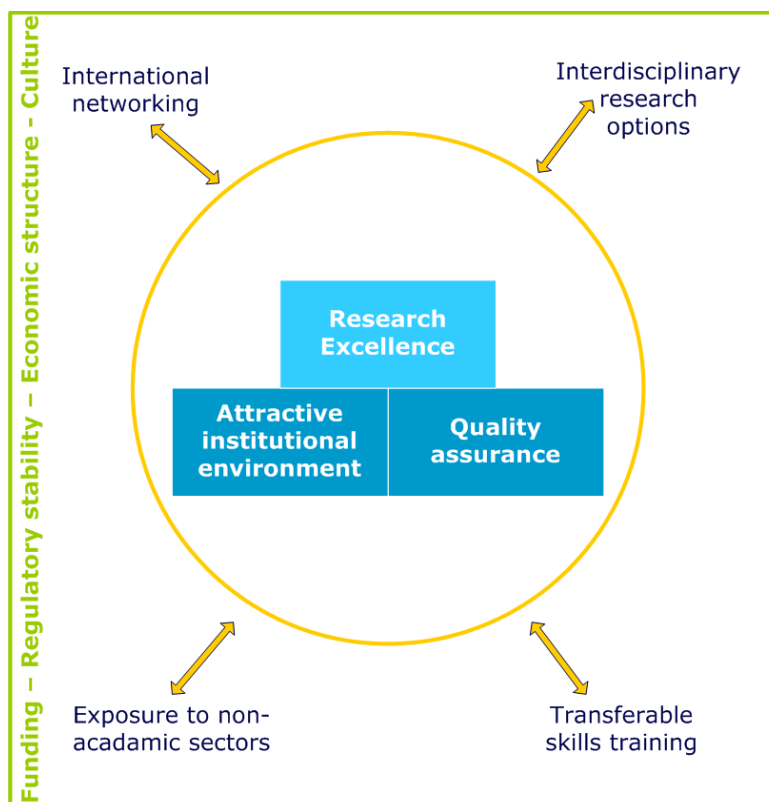 Funding – Regulatory stability – Economic structure - Culture
International
networking
Interdisciplinary
research
options
Research
Excellence
Attractive
institutional
environment
Quality
assurance
Exposure to non-
acadamic sectors
Transferable
skills training